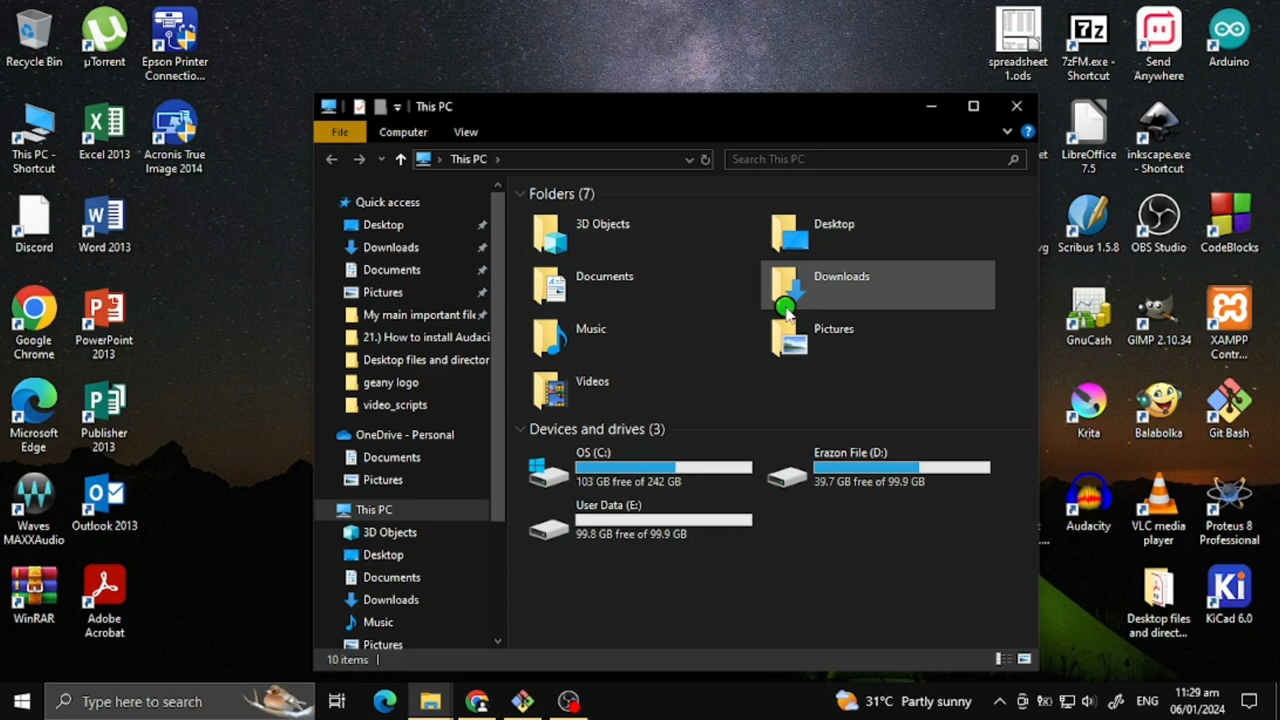 Recycle Bin
µTorrent
Epson Printer
Connectio...
This PC -
Shortcut
Excel 2013
Acronis True
Image 2014
Discord
Word 2013
Google
Chrome
PowerPoint
2013
Microsoft
Edge
Publisher
2013
Waves
MAXXAudio
Outlook 2013
WinRAR
Adobe
Acrobat
This PC
File
Computer
View
This PC
Search This PC
Quick access
Desktop
Downloads
Documents
Pictures
My main important fil
21.) How to install Audaci
Desktop files and director
geany logo
video_scripts
OneDrive - Personal
Documents
Pictures
This PC
3D Objects
Desktop
Documents
Downloads
Music
Pictures
Folders (7)
3D Objects
Desktop
Documents
Downloads
Music
Pictures
Videos
Devices and drives (3)
OS (C:)
103 GB free of 242 GB
Erazon File (D:)
39.7 GB free of 99.9 GB
User Data (E:)
99.8 GB free of 99.9 GB
10 items
spreadsheet
1.ods
7z
7zFM.exe -
Shortcut
Send
Anywhere
Arduino
et
LibreOffice
7.5
inkscape.exe
- Shortcut
vg
Scribus 1.5.8
OBS Studio
CodeBlocks
GnuCash
GIMP 2.10.34
XAMPP
Contr...
Krita
Balabolka
Git Bash
Audacity
VLC media
player
Proteus 8
Professional
Desktop files
and direct...
Ki
KiCad 6.0
Type here to search
31°C Partly sunny
ENG
11:29 am
06/01/2024